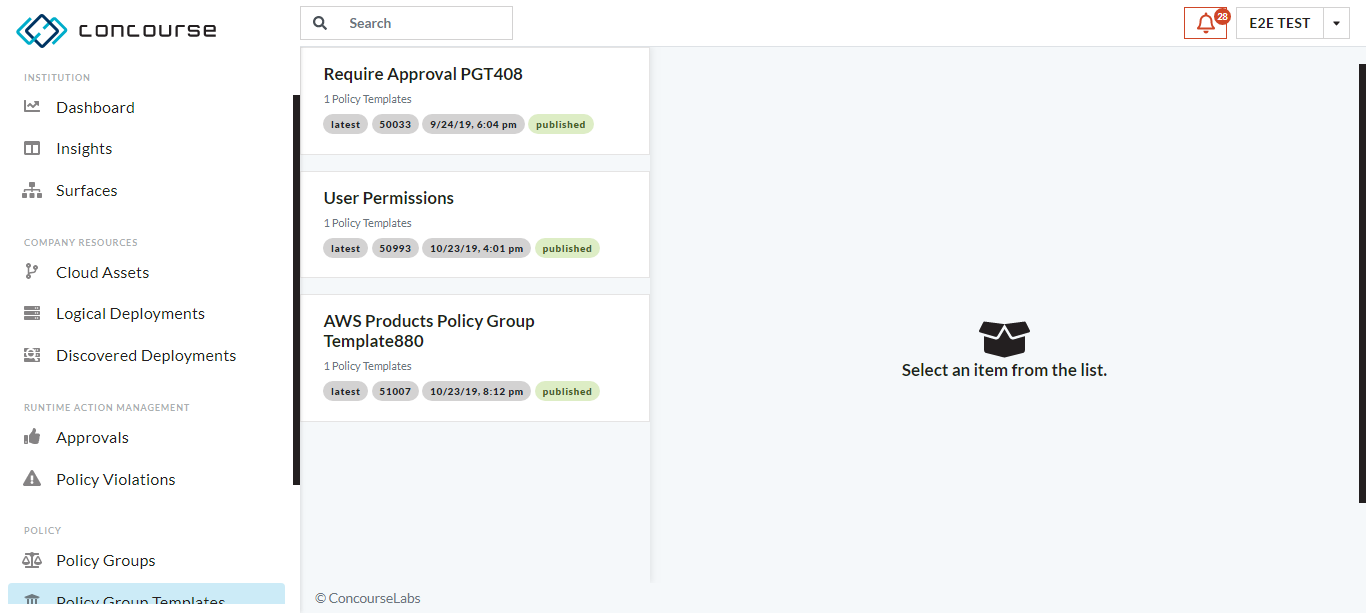 concourse
Search
28
E2E TEST
INSTITUTION
Dashboard
Insights
Surfaces
COMPANY RESOURCES
Cloud Assets
Logical Deployments
Discovered Deployments
RUNTIME ACTION MANAGEMENT
Approvals
Policy Violations
POLICY
Policy Groups
Policy Group Templates
Require Approval PGT408
1 Policy Templates
latest 50033 9/24/19, 6:04 pm published
User Permissions
1 Policy Templates
latest 50993 10/23/19, 4:01 pm published
AWS Products Policy Group
Template880
1 Policy Templates
latest 51007 10/23/19, 8:12 pm published
Select an item from the list.
© ConcourseLabs